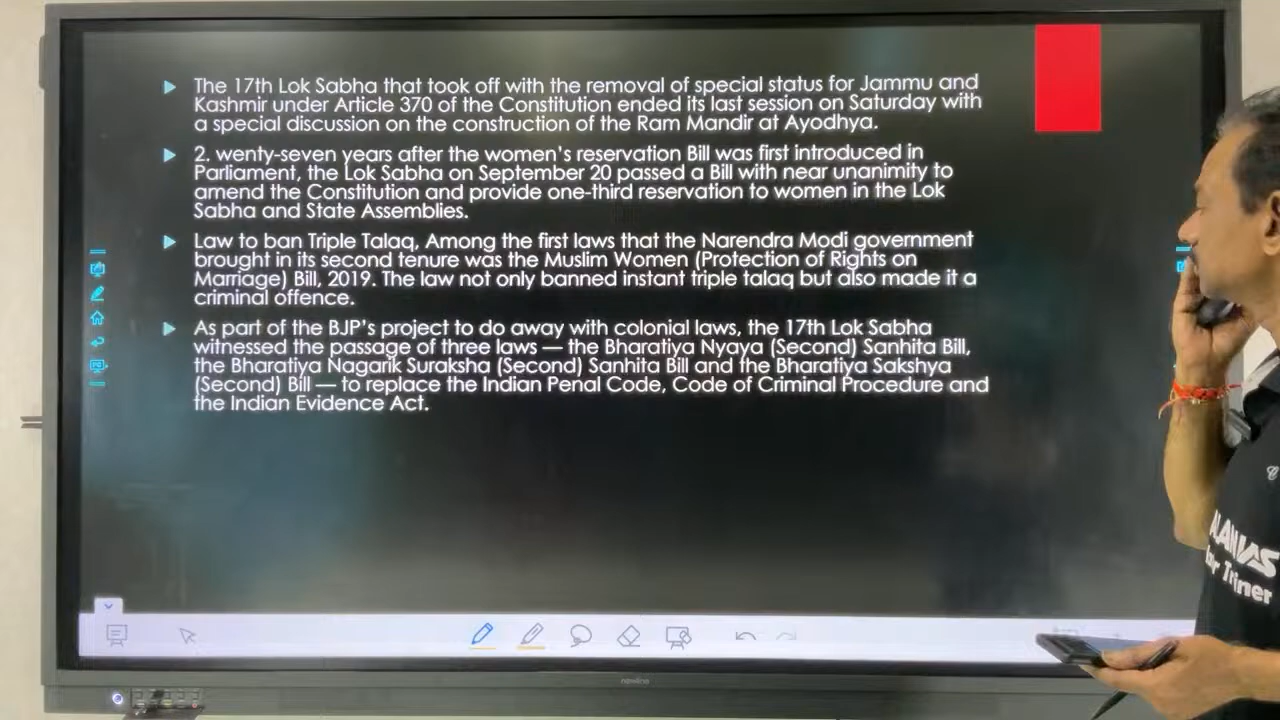 The 17th Lok Sabha that took off with the removal of special status for Jammu and
Kashmir under Article 370 of the Constitution ended its last session on Saturday with
a special discussion on the construction of the Ram Mandir at Ayodhya.
2. wenty-seven years after the women's reservation Bill was first introduced in
Parliament, the Lok Sabha on September 20 passed a Bill with near unanimity to
amend the Constitution and provide one-third reservation to women in the Lok
Sabha and State Assemblies.
Law to ban Triple Talaq, Among the first laws that the Narendra Modi government
brought in its second tenure was the Muslim Women (Protection of Rights on
Marriage) Bill, 2019. The law not only banned instant triple talaq but also made it a
criminal offence.
As part of the BJP's project to do away with colonial laws, the 17th Lok Sabha
witnessed the passage of three laws — the Bharatiya Nyaya (Second) Sanhita Bill,
the Bharatiya Nagarik Suraksha (Second) Sanhita Bill and the Bharatiya Sakshya
(Second) Bill — to replace the Indian Penal Code, Code of Criminal Procedure and
the Indian Evidence Act.
newline